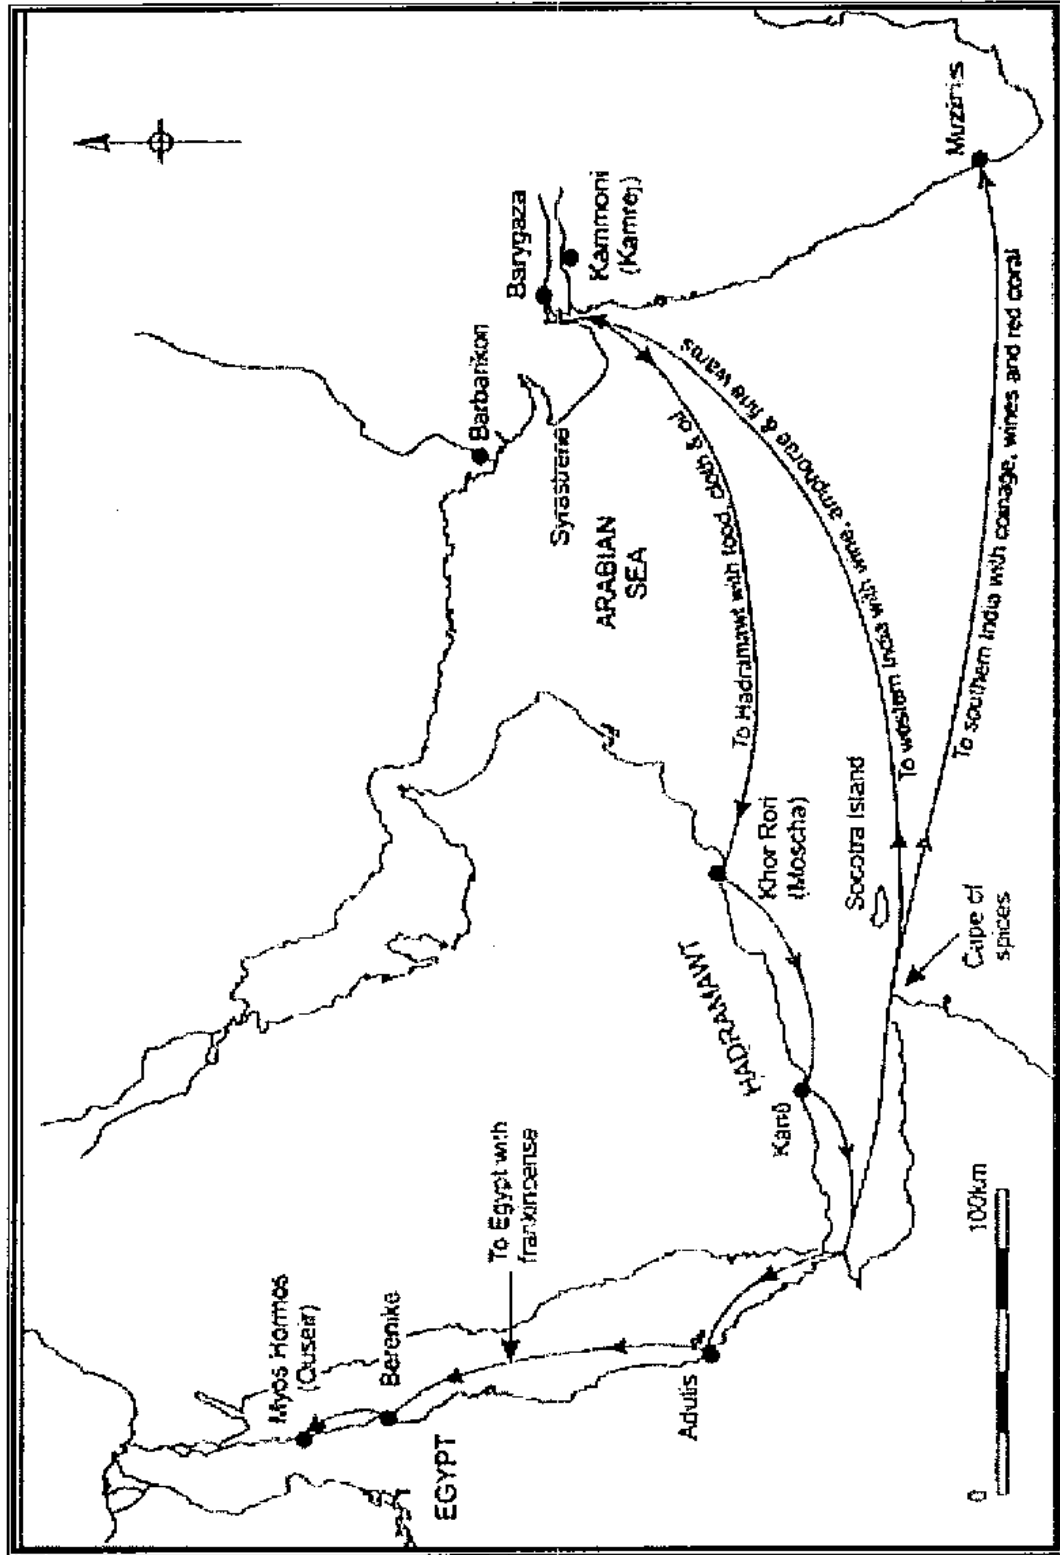 Myos Hormos
(Quseir)
Berenike
EGYPT
To Egypt with
frankincense
Adulis
0
100km
Kanê
HADRAMAWT
Khor Rori
(Moscha)
Socotra Island
Cape of
spices
ARABIAN
SEA
Barbarikon
Syrastrene
Barygaza
Kammoni
(Kamrej)
Muziris
To Hadramawt with food, cloth & oil
To western India with wine, amphorae & fine wares
To southern India with coinage, wines and red coral